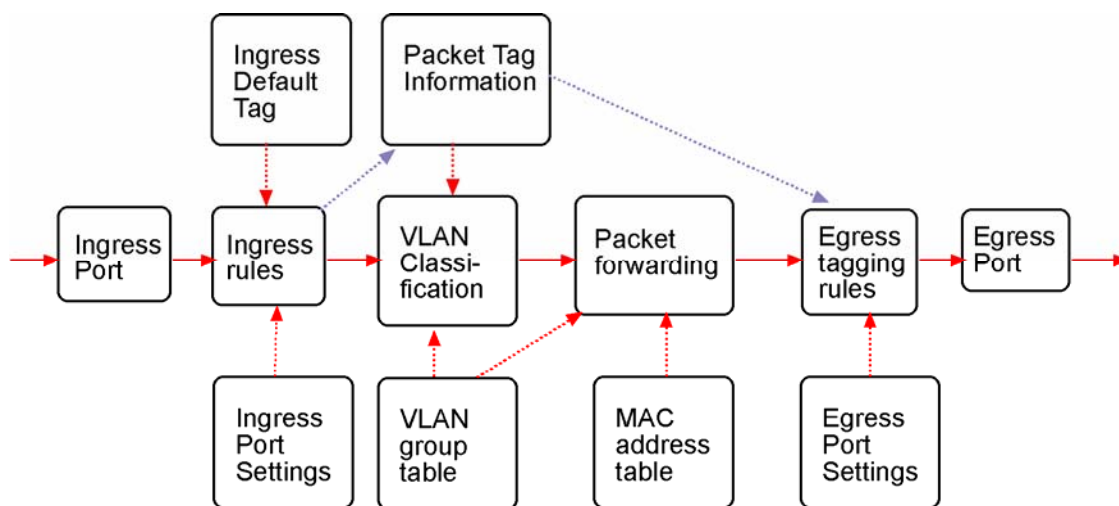 Ingress
Default
Tag
Packet Tag
Information
Ingress
Port
Ingress
rules
VLAN
Classi-
fication
Packet
forwarding
Egress
tagging
rules
Egress
Port
Ingress
Port
Settings
VLAN
group
table
MAC
address
table
Egress
Port
Settings